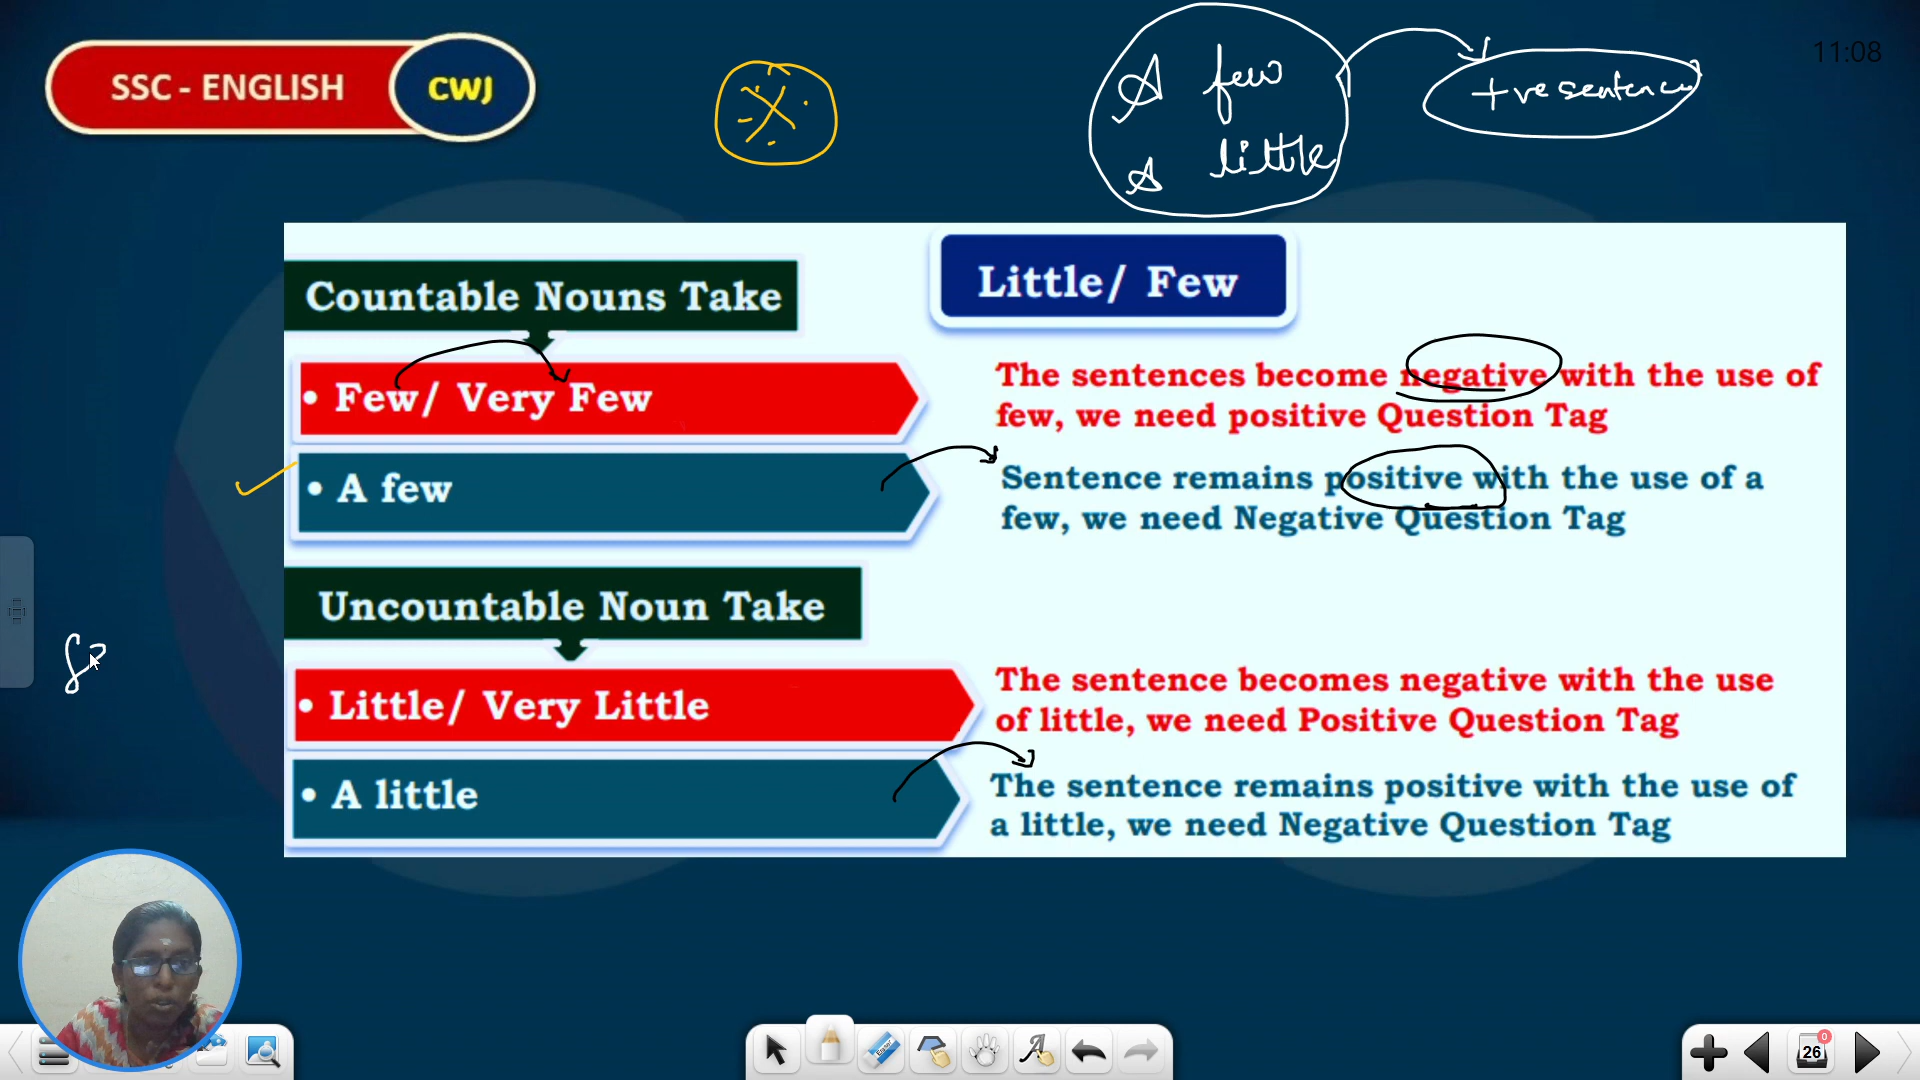 11:08
SSC - ENGLISH
CWJ
A few
A little
+ve sentence
Little/ Few
Countable Nouns Take
• Few/ Very Few
The sentences become negative with the use of
few, we need positive Question Tag
• A few
Sentence remains positive with the use of a
few, we need Negative Question Tag
Uncountable Noun Take
• Little/ Very Little
The sentence becomes negative with the use
of little, we need Positive Question Tag
• A little
The sentence remains positive with the use of
a little, we need Negative Question Tag
Eraser
A
26
0